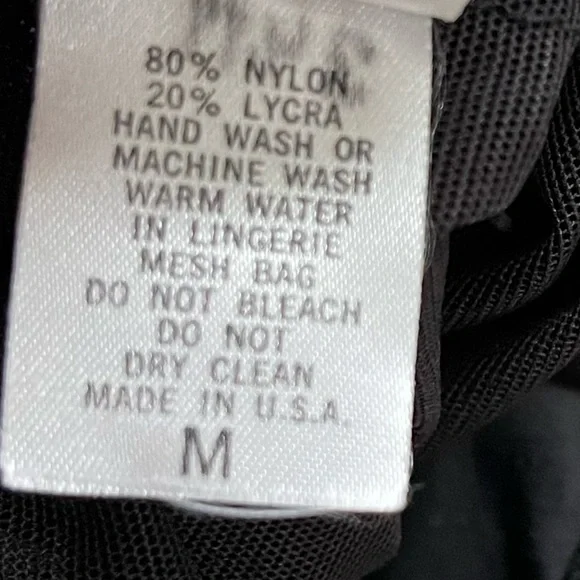 80% NYLON
20% LYCRA
HAND WASH OR
MACHINE WASH
WARM WATER
IN LINGERIE
MESH BAG
DO NOT BLEACH
DO NOT
DRY CLEAN
MADE IN U.S.A.
M